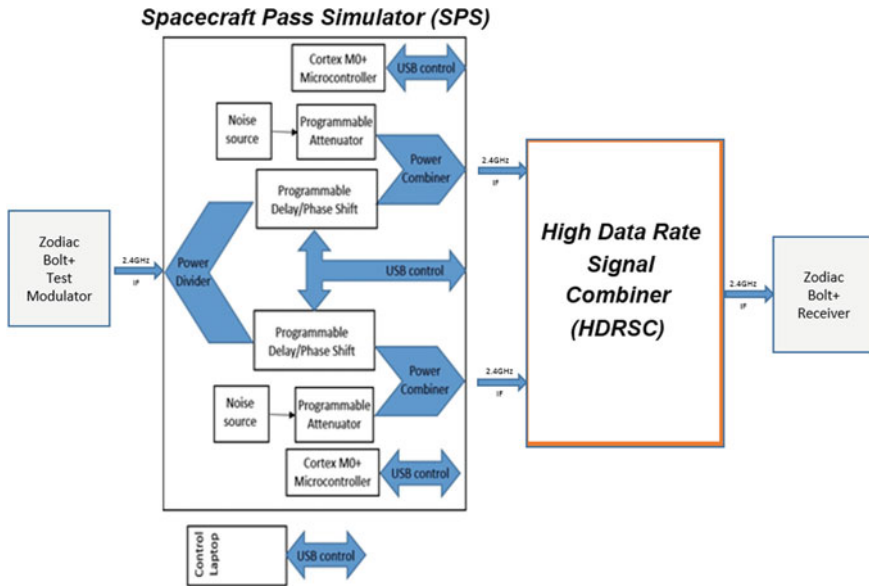 Spacecraft Pass Simulator (SPS)
Cortex M0+
Microcontroller
USB control
Noise
source
Programmable
Attenuator
Power
Combiner
2.4GHz
IF
Programmable
Delay/Phase Shift
Zodiac
Bolt+
Test
Modulator
2.4GHz
IF
Power
Divider
USB control
High Data Rate
Signal
Combiner
(HDRSC)
2.4GHz
IF
Zodiac
Bolt+
Receiver
Programmable
Delay/Phase Shift
Power
Combiner
2.4GHz
IF
Noise
source
Programmable
Attenuator
Cortex M0+
Microcontroller
USB control
Control
Laptop
USB control